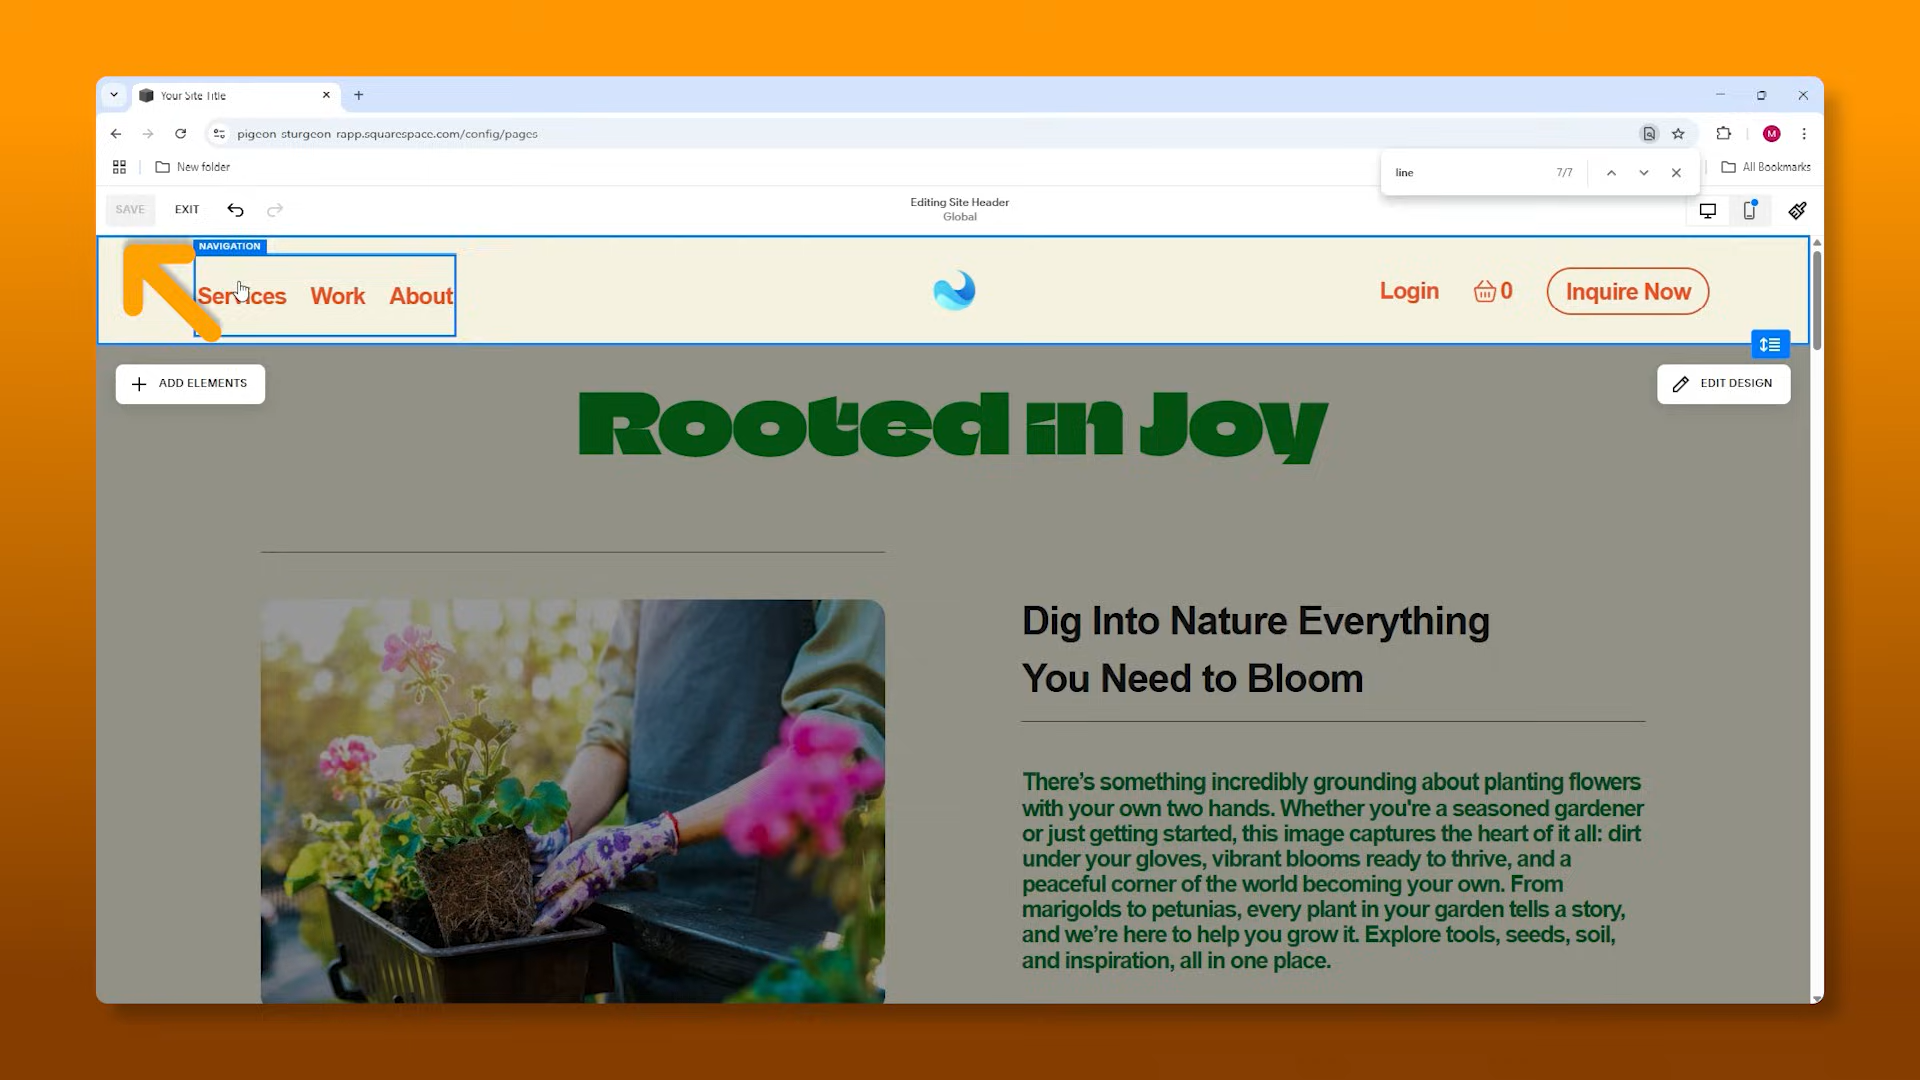 Your Site Title
pigeon-sturgeon-rapp.squarespace.com/config/pages
New folder
All Bookmarks
line
7/7
SAVE
EXIT
Editing Site Header
Global
NAVIGATION
Services
Work
About
Login
0
Inquire Now
ADD ELEMENTS
EDIT DESIGN
Rooted in Joy
Dig Into Nature Everything
You Need to Bloom
There's something incredibly grounding about planting flowers
with your own two hands. Whether you're a seasoned gardener
or just getting started, this image captures the heart of it all: dirt
under your gloves, vibrant blooms ready to thrive, and a
peaceful corner of the world becoming your own. From
marigolds to petunias, every plant in your garden tells a story,
and we're here to help you grow it. Explore tools, seeds, soil,
and inspiration, all in one place.
M